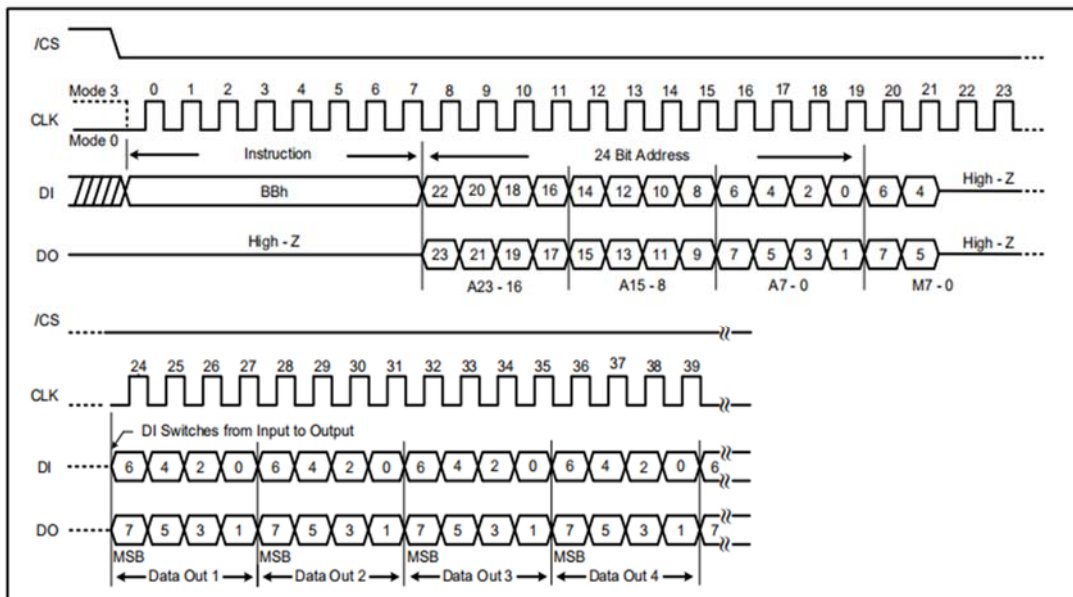 /CS
Mode 3 0 1 2 3 4 5 6 7 8 9 10 11 12 13 14 15 16 17 18 19 20 21 22 23
CLK
Mode 0
Instruction 24 Bit Address
DI BBh 22 20 18 16 14 12 10 8 6 4 2 0 6 4 High - Z
DO High - Z 23 21 19 17 15 13 11 9 7 5 3 1 7 5 High - Z
A23 - 16 A15 - 8 A7 - 0 M7 - 0
/CS
24 25 26 27 28 29 30 31 32 33 34 35 36 37 38 39
CLK
DI Switches from Input to Output
DI 6 4 2 0 6 4 2 0 6 4 2 0 6 4 2 0 6
DO 7 5 3 1 7 5 3 1 7 5 3 1 7 5 3 1 7
MSB MSB MSB MSB
Data Out 1 Data Out 2 Data Out 3 Data Out 4